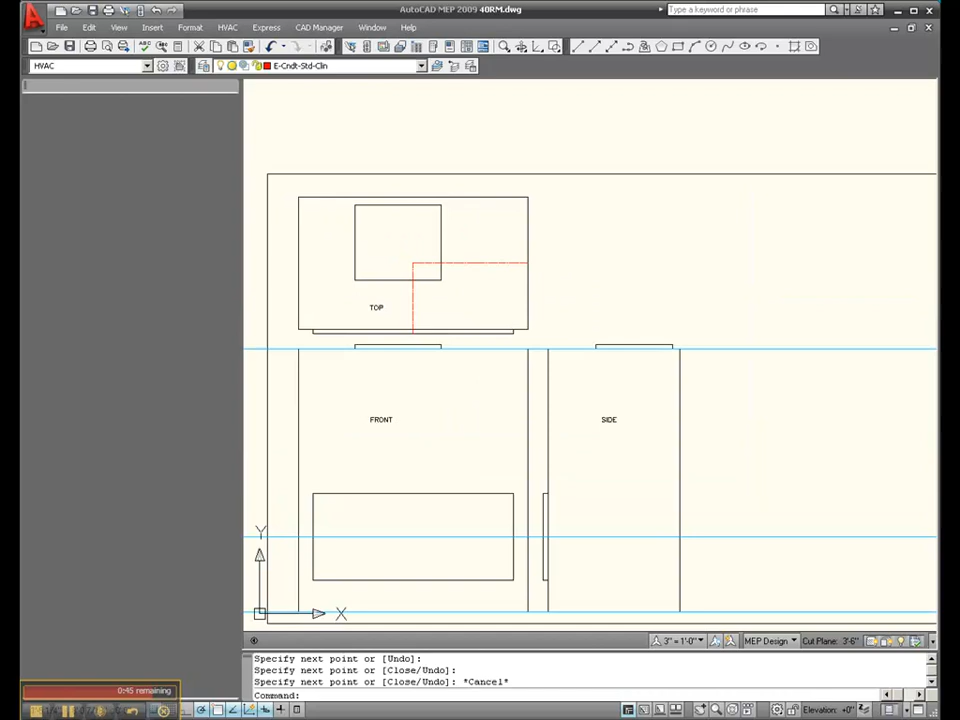 AutoCAD MEP 2009 40RM.dwg
Type a keyword or phrase
File Edit View Insert Format HVAC Express CAD Manager Window Help
HVAC
E-Cndt-Std-Clin
TOP
FRONT
SIDE
Y
X
3" = 1'-0"
MEP Design
Cut Plane: 3'-6"
Specify next point or [Undo]:
Specify next point or [Close/Undo]:
Specify next point or [Close/Undo]: *Cancel*
Command:
0:45 remaining
Elevation: +0"